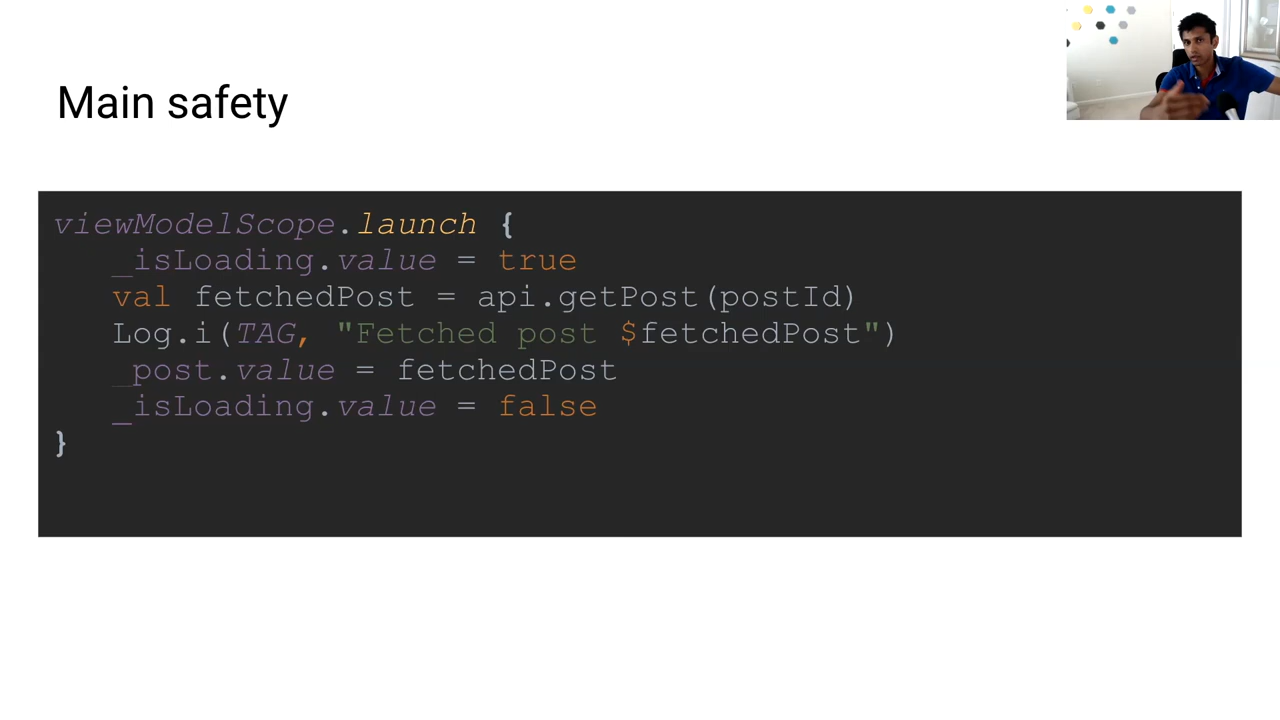 Main safety
viewModelScope.launch {
_isLoading.value = true
val fetchedPost = api.getPost(postId)
Log.i(TAG, "Fetched post $fetchedPost")
_post.value = fetchedPost
_isLoading.value = false
}